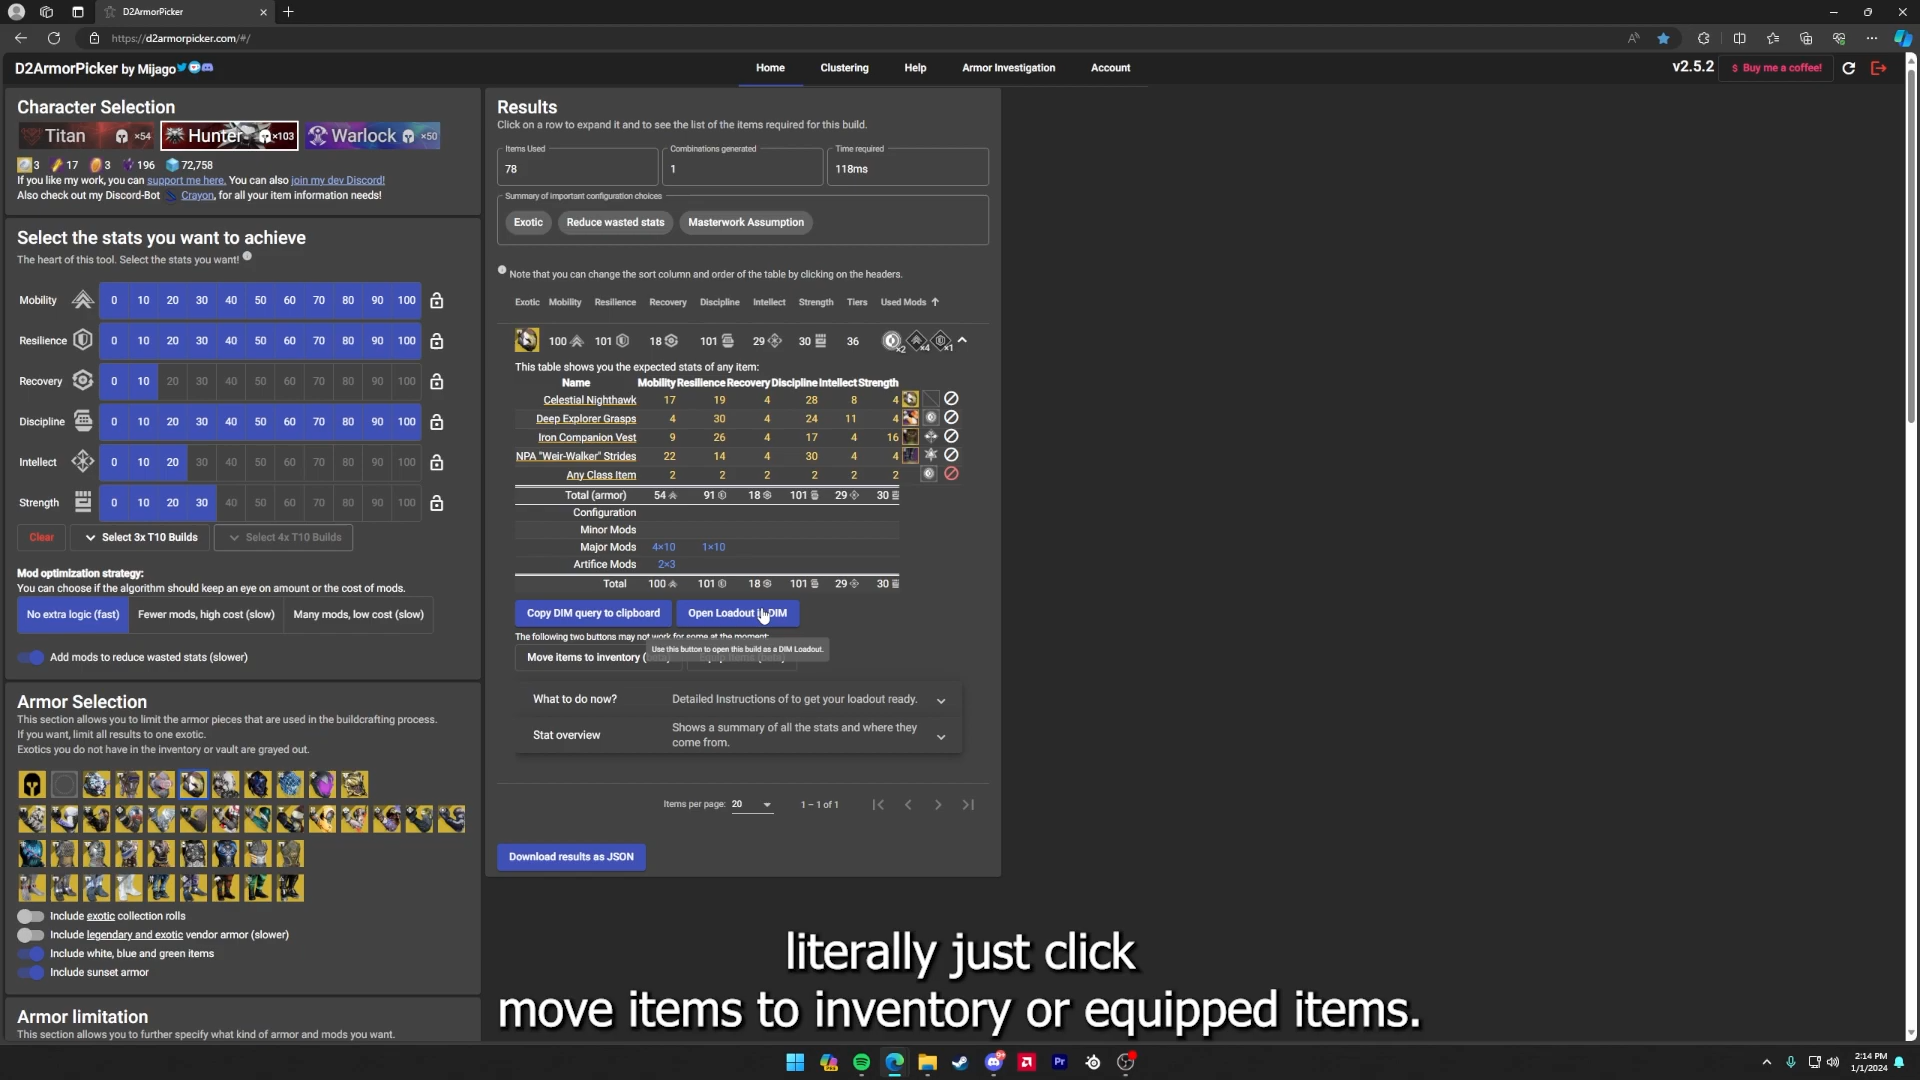 D2ArmorPicker
https://d2armorpicker.com/#/
D2ArmorPicker by Mijago
Home Clustering Help Armor Investigation Account
v2.5.2 $ Buy me a coffee!
Character Selection
Titan ×54 Hunter ×103 Warlock ×50
3 17 3 196 72,758
If you like my work, you can support me here. You can also join my dev Discord!
Also check out my Discord-Bot Crayon, for all your item information needs!
Select the stats you want to achieve
The heart of this tool. Select the stats you want!
Mobility 0 10 20 30 40 50 60 70 80 90 100
Resilience 0 10 20 30 40 50 60 70 80 90 100
Recovery 0 10 20 30 40 50 60 70 80 90 100
Discipline 0 10 20 30 40 50 60 70 80 90 100
Intellect 0 10 20 30 40 50 60 70 80 90 100
Strength 0 10 20 30 40 50 60 70 80 90 100
Clear Select 3x T10 Builds Select 4x T10 Builds
Mod optimization strategy:
You can choose if the algorithm should keep an eye on amount or the cost of mods.
No extra logic (fast) Fewer mods, high cost (slow) Many mods, low cost (slow)
Add mods to reduce wasted stats (slower)
Armor Selection
This section allows you to limit the armor pieces that are used in the buildcrafting process.
If you want, limit all results to one exotic.
Exotics you do not have in the inventory or vault are grayed out.
Include exotic collection rolls
Include legendary and exotic vendor armor (slower)
Include white, blue and green items
Include sunset armor
Armor limitation
This section allows you to further specify what kind of armor and mods you want.
Results
Click on a row to expand it and to see the list of the items required for this build.
Items Used Combinations generated Time required
78 1 118ms
Summary of important configuration choices
Exotic Reduce wasted stats Masterwork Assumption
Note that you can change the sort column and order of the table by clicking on the headers.
Exotic Mobility Resilience Recovery Discipline Intellect Strength Tiers Used Mods
100 101 18 101 29 30 36 ×2 ×4 ×1
This table shows you the expected stats of any item:
Name Mobility Resilience Recovery Discipline Intellect Strength
Celestial Nighthawk 17 19 4 28 8 4
Deep Explorer Grasps 4 30 4 24 11 4
Iron Companion Vest 9 26 4 17 4 16
NPA "Weir-Walker" Strides 22 14 4 30 4 4
Any Class Item 2 2 2 2 2 2
Total (armor) 54 91 18 101 29 30
Configuration
Minor Mods
Major Mods 4×10 1×10
Artifice Mods 2×3
Total 100 101 18 101 29 30
Copy DIM query to clipboard Open Loadout DIM
The following two buttons may not work for some at the moment:
Use this button to open this build as a DIM Loadout.
Move items to inventory
What to do now? Detailed Instructions of to get your loadout ready.
Stat overview Shows a summary of all the stats and where they
come from.
Items per page: 20 1 – 1 of 1
Download results as JSON
literally just click
move items to inventory or equipped items.
2:14 PM
1/1/2024